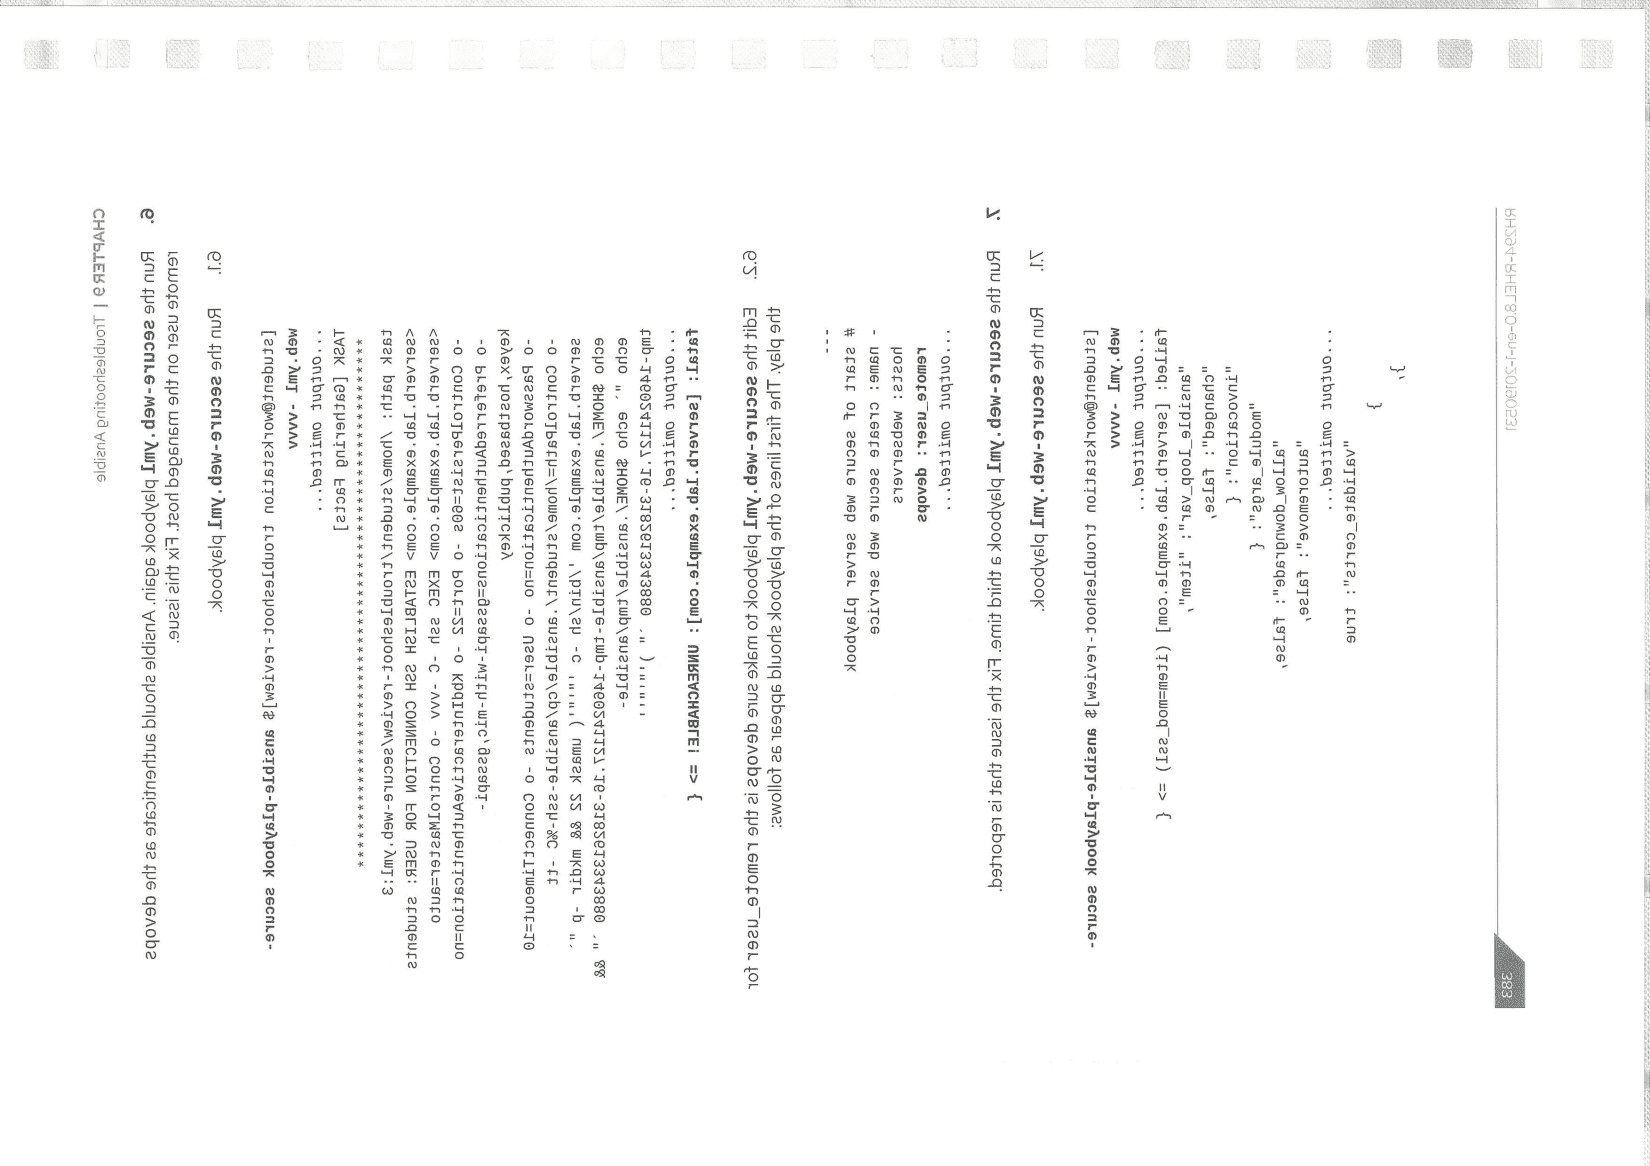 CHAPTER 9 | Troubleshooting Ansible
6. Run the secure-web.yml playbook again. Ansible should authenticate as the devops
remote user on the managed host. Fix this issue.
6.1. Run the secure-web.yml playbook.
[student@workstation troubleshoot-review]$ ansible-playbook secure-
web.yml -vvvv
...output omitted...
TASK [Gathering Facts]
*********************************************
task path: /home/student/troubleshoot-review/secure-web.yml:3
<serverd.lab.example.com> ESTABLISH SSH CONNECTION FOR USER: students
<serverd.lab.example.com> EXEC ssh -C -vvv -o ControlMaster=auto
-o ControlPersist=60s -o Port=22 -o KbdInteractiveAuthentication=no
-o PreferredAuthentications=gssapi-with-mic,gssapi-
keyex,hostbased,publickey
-o PasswordAuthentication=no -o User=students -o ConnectTimeout=10
-o ControlPath=/home/student/.ansible/cp/ansible-ssh-%C -tt
serverd.lab.example.com '/bin/sh -c '"'"'( umask 22 && mkdir -p "`
echo $HOME/.ansible/tmp/ansible-tmp-1460241127.16-3182613343880 `" &&
echo "` echo $HOME/.ansible/tmp/ansible-
tmp-1460241127.16-3182613343880 `" )'"'"''
...output omitted...
fatal: [serverd.lab.example.com]: UNREACHABLE! => {
6.2. Edit the secure-web.yml playbook to make sure devops is the remote_user for
the play. The first lines of the playbook should appear as follows:
---
# start of secure web server playbook
- name: create secure web service
hosts: webservers
remote_user: devops
...output omitted...
7. Run the secure-web.yml playbook a third time. Fix the issue that is reported.
7.1. Run the secure-web.yml playbook.
[student@workstation troubleshoot-review]$ ansible-playbook secure-
web.yml -vvvv
...output omitted...
failed: [serverd.lab.example.com] (item=mod_ssl) => {
"ansible_loop_var": "item",
"changed": false,
"invocation": {
"module_args": {
"allow_downgrade": false,
"autoremove": false,
...output omitted...
"validate_certs": true
}
},
RH294-RHEL8.0-en-1-20190531
383